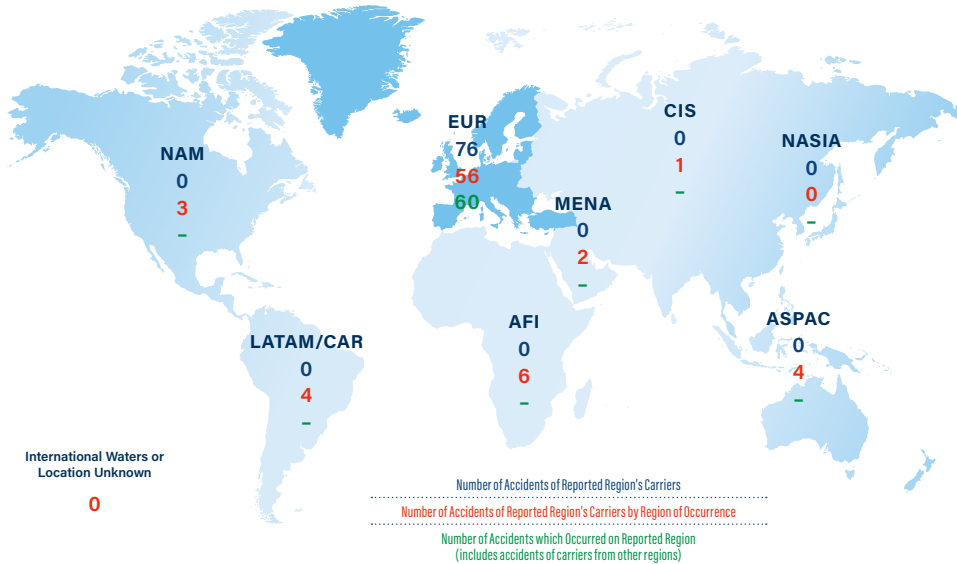 EUR
76
56
60
CIS
0
1
–
NASIA
0
0
–
NAM
0
3
–
MENA
0
2
–
AFI
0
6
–
ASPAC
0
4
–
LATAM/CAR
0
4
–
International Waters or
Location Unknown
0
Number of Accidents of Reported Region's Carriers
Number of Accidents of Reported Region's Carriers by Region of Occurrence
Number of Accidents which Occurred on Reported Region
(includes accidents of carriers from other regions)